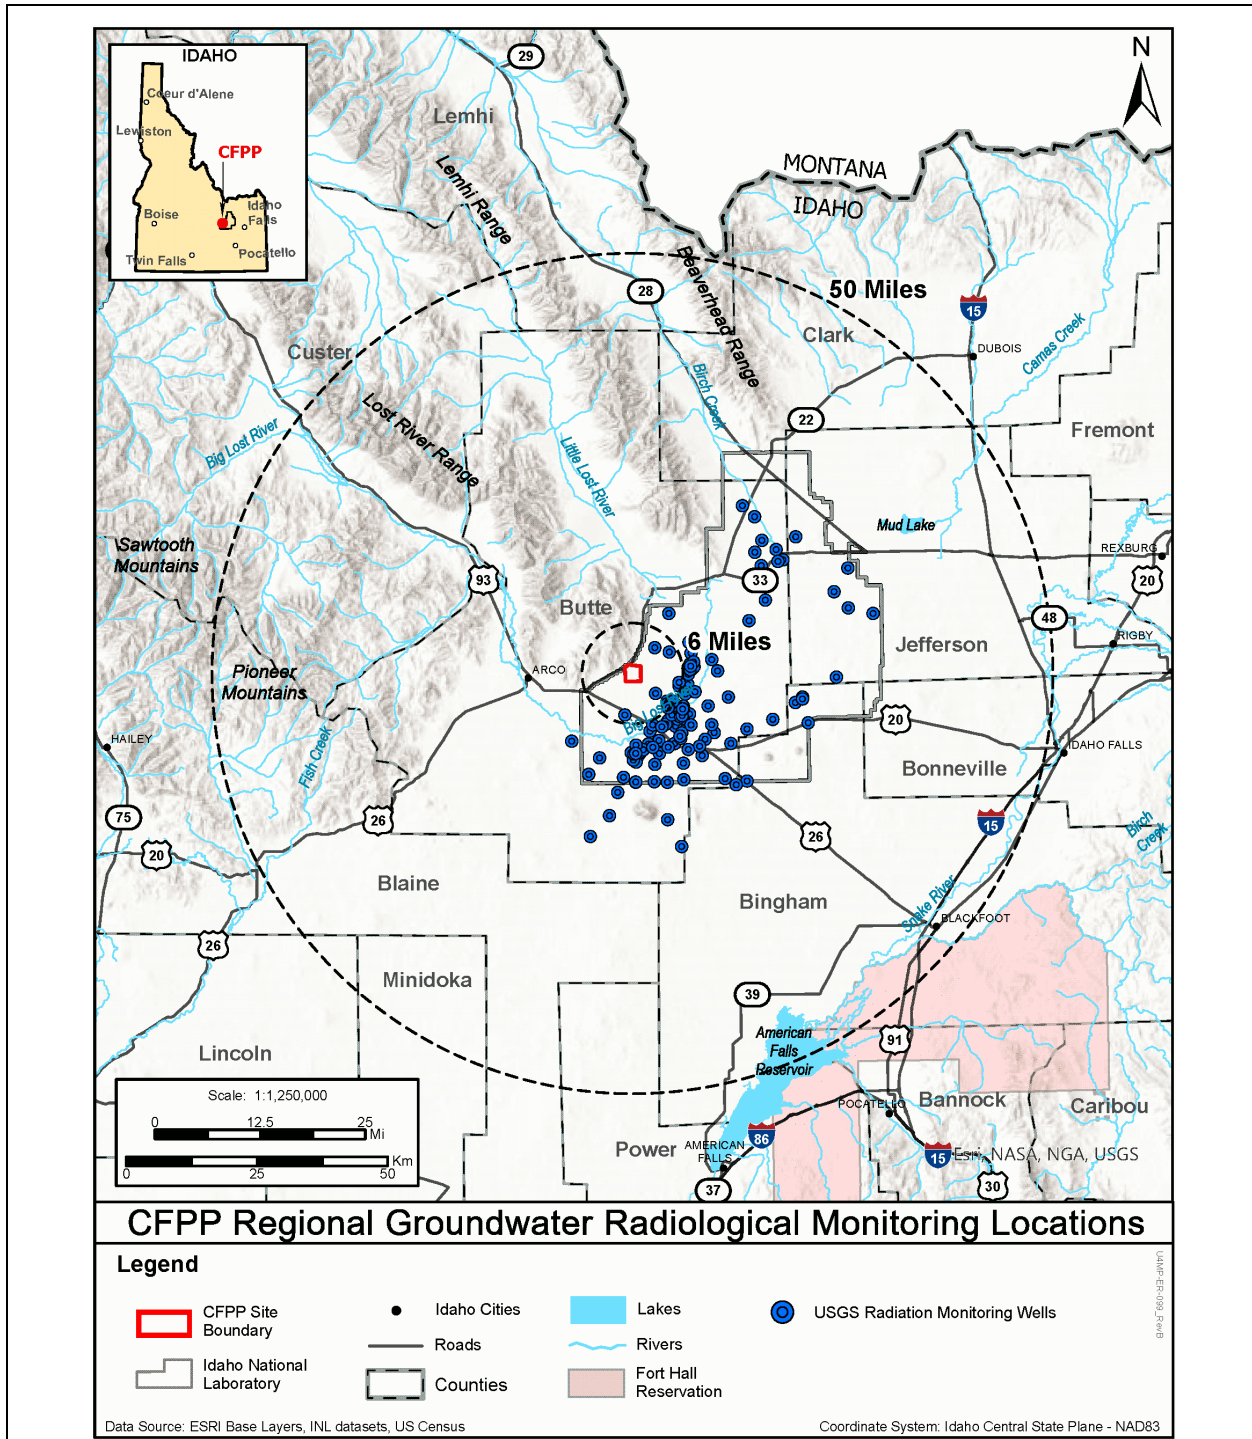 IDAHO
Coeur d'Alene
Lewiston
CFPP
Boise
Idaho
Falls
Twin Falls
Pocatello
N
29
Lemhi
Lemhi Range
MONTANA
IDAHO
28
Beaverhead Range
50 Miles
15
Clark
DUBOIS
Camas Creek
Custer
Lost River Range
Birch Creek
22
Fremont
Big Lost River
Little Lost River
Mud Lake
Sawtooth
Mountains
REXBURG
93
33
20
Butte
48
6 Miles
Jefferson
RIGBY
Pioneer
Mountains
ARCO
Big Lost River
20
HAILEY
IDAHO FALLS
Fish Creek
Bonneville
75
26
15
Birch
Creek
26
20
Blaine
Bingham
Snake River
BLACKFOOT
26
Minidoka
39
American
Falls
Reservoir
91
Lincoln
Scale: 1:1,250,000
0 12.5 25
Mi
Km
0 25 50
POCATELLO
Bannock
Caribou
Power
AMERICAN
FALLS
86
15
Esri, NASA, NGA, USGS
37
30
CFPP Regional Groundwater Radiological Monitoring Locations
Legend
CFPP Site
Boundary
Idaho National
Laboratory
Idaho Cities
Roads
Counties
Lakes
Rivers
Fort Hall
Reservation
USGS Radiation Monitoring Wells
U4MP-ER-099_RevB
Data Source: ESRI Base Layers, INL datasets, US Census
Coordinate System: Idaho Central State Plane - NAD83